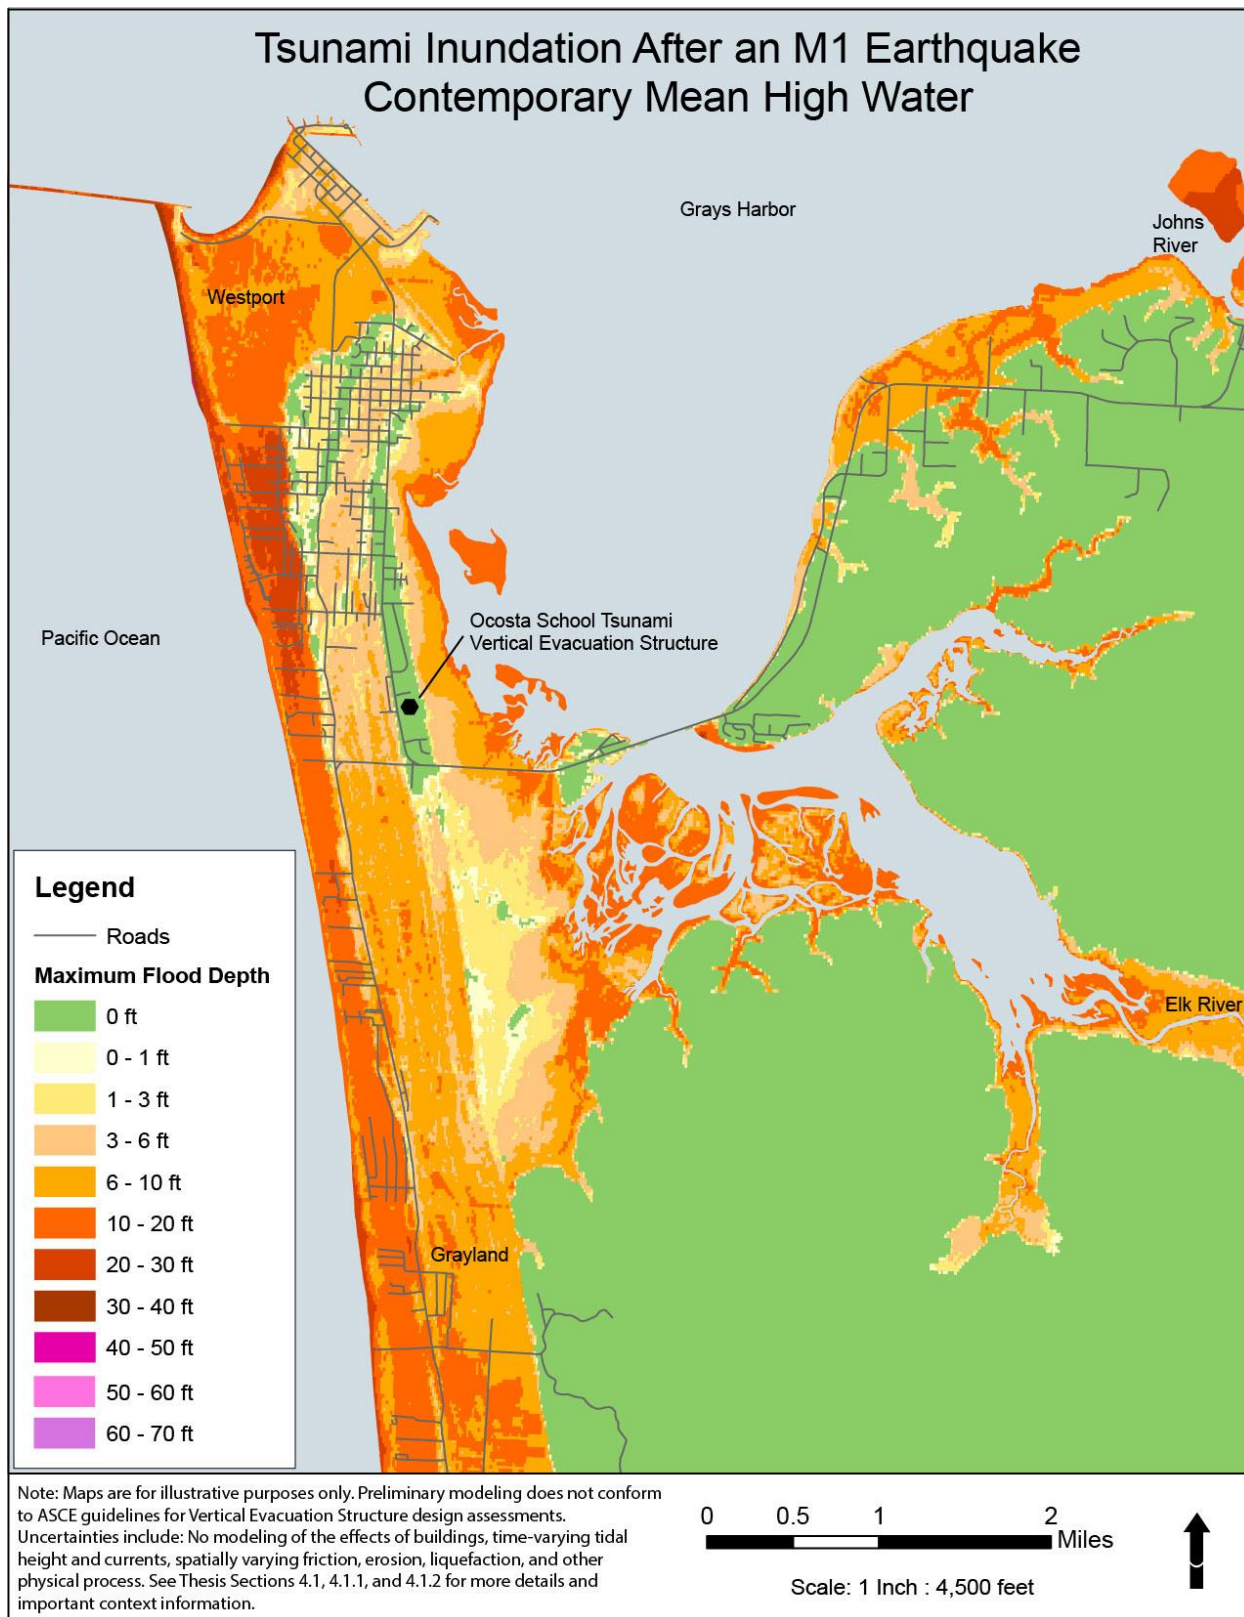 Tsunami Inundation After an M1 Earthquake
Contemporary Mean High Water
Grays Harbor
Johns
River
Westport
Ocosta School Tsunami
Vertical Evacuation Structure
Pacific Ocean
Elk River
Grayland
Legend
Roads
Maximum Flood Depth
0 ft
0 - 1 ft
1 - 3 ft
3 - 6 ft
6 - 10 ft
10 - 20 ft
20 - 30 ft
30 - 40 ft
40 - 50 ft
50 - 60 ft
60 - 70 ft
Note: Maps are for illustrative purposes only. Preliminary modeling does not conform
to ASCE guidelines for Vertical Evacuation Structure design assessments.
Uncertainties include: No modeling of the effects of buildings, time-varying tidal
height and currents, spatially varying friction, erosion, liquefaction, and other
physical process. See Thesis Sections 4.1, 4.1.1, and 4.1.2 for more details and
important context information.
0 0.5 1 2
Miles
Scale: 1 Inch : 4,500 feet